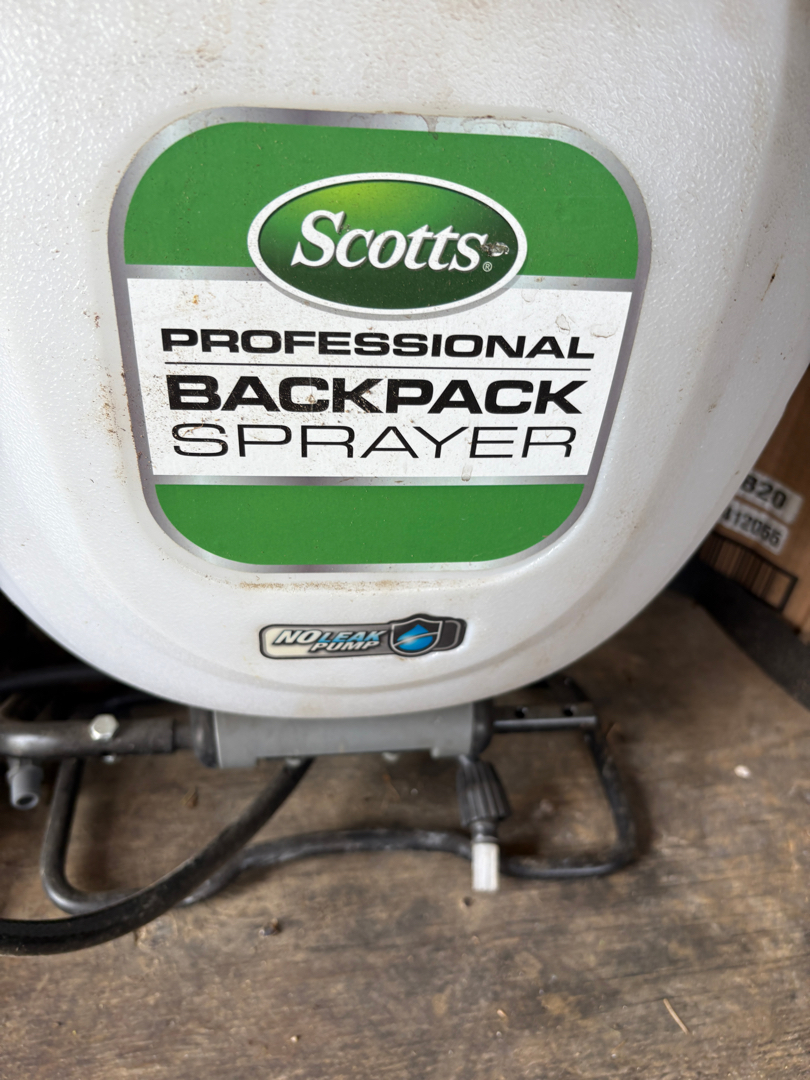 Scotts®
PROFESSIONAL
BACKPACK
SPRAYER
NO LEAK
PUMP